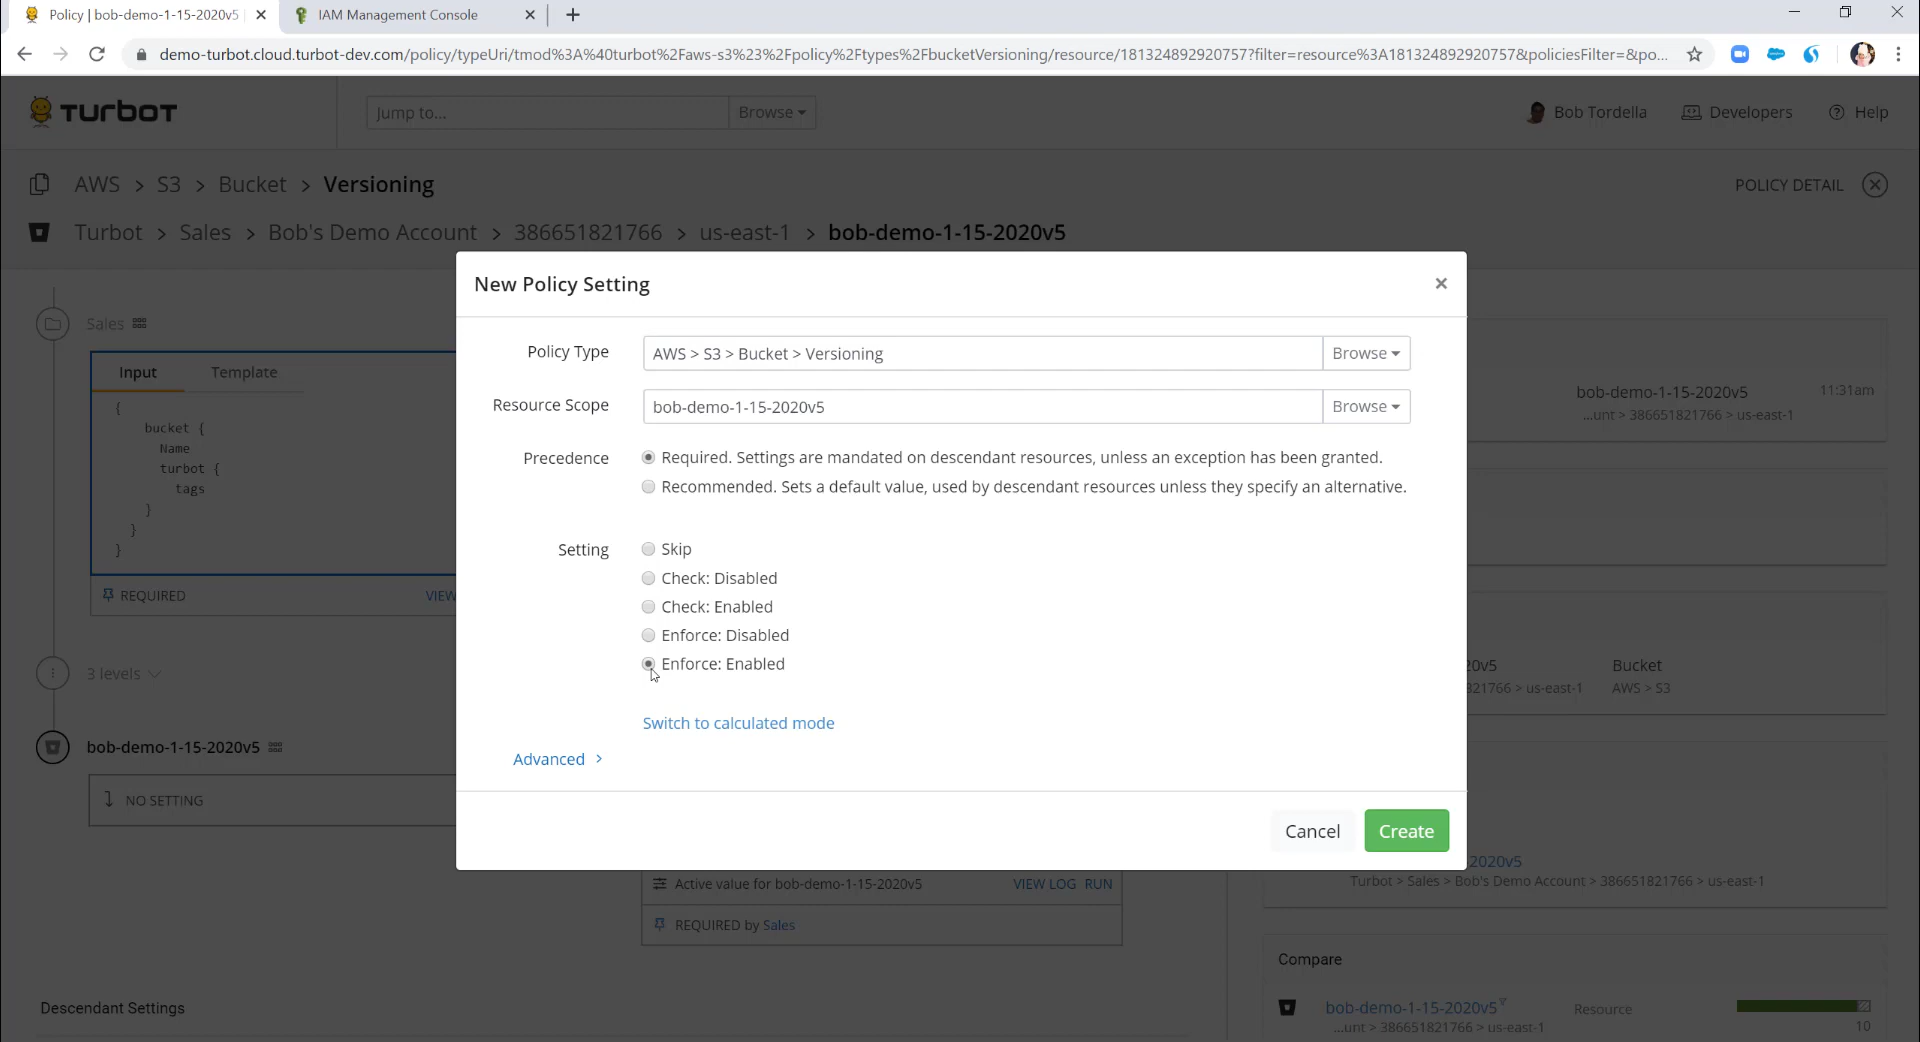 Policy | bob-demo-1-15-2020v5
IAM Management Console
demo-turbot.cloud.turbot-dev.com/policy/typeUri/tmod%3A%40turbot%2Faws-s3%23%2Fpolicy%2Ftypes%2FbucketVersioning/resource/181324892920757?filter=resource%3A181324892920757&policiesFilter=&po...
TURBOT
Jump to...
Browse
Bob Tordella
Developers
Help
AWS > S3 > Bucket > Versioning
POLICY DETAIL
Turbot > Sales > Bob's Demo Account > 386651821766 > us-east-1 > bob-demo-1-15-2020v5
New Policy Setting
Policy Type
AWS > S3 > Bucket > Versioning
Browse
Resource Scope
bob-demo-1-15-2020v5
Browse
Precedence
Required. Settings are mandated on descendant resources, unless an exception has been granted.
Recommended. Sets a default value, used by descendant resources unless they specify an alternative.
Setting
Skip
Check: Disabled
Check: Enabled
Enforce: Disabled
Enforce: Enabled
Switch to calculated mode
Advanced >
Cancel
Create
Sales
Input
Template
{
bucket {
Name
turbot {
tags
}
}
}
REQUIRED
VIEW
3 levels
bob-demo-1-15-2020v5
NO SETTING
Active value for bob-demo-1-15-2020v5
VIEW LOG
RUN
REQUIRED by Sales
Descendant Settings
bob-demo-1-15-2020v5
11:31am
...unt > 386651821766 > us-east-1
20v5
Bucket
321766 > us-east-1
AWS > S3
2020v5
Turbot > Sales > Bob's Demo Account > 386651821766 > us-east-1
Compare
bob-demo-1-15-2020v5
Resource
...unt > 386651821766 > us-east-1
10